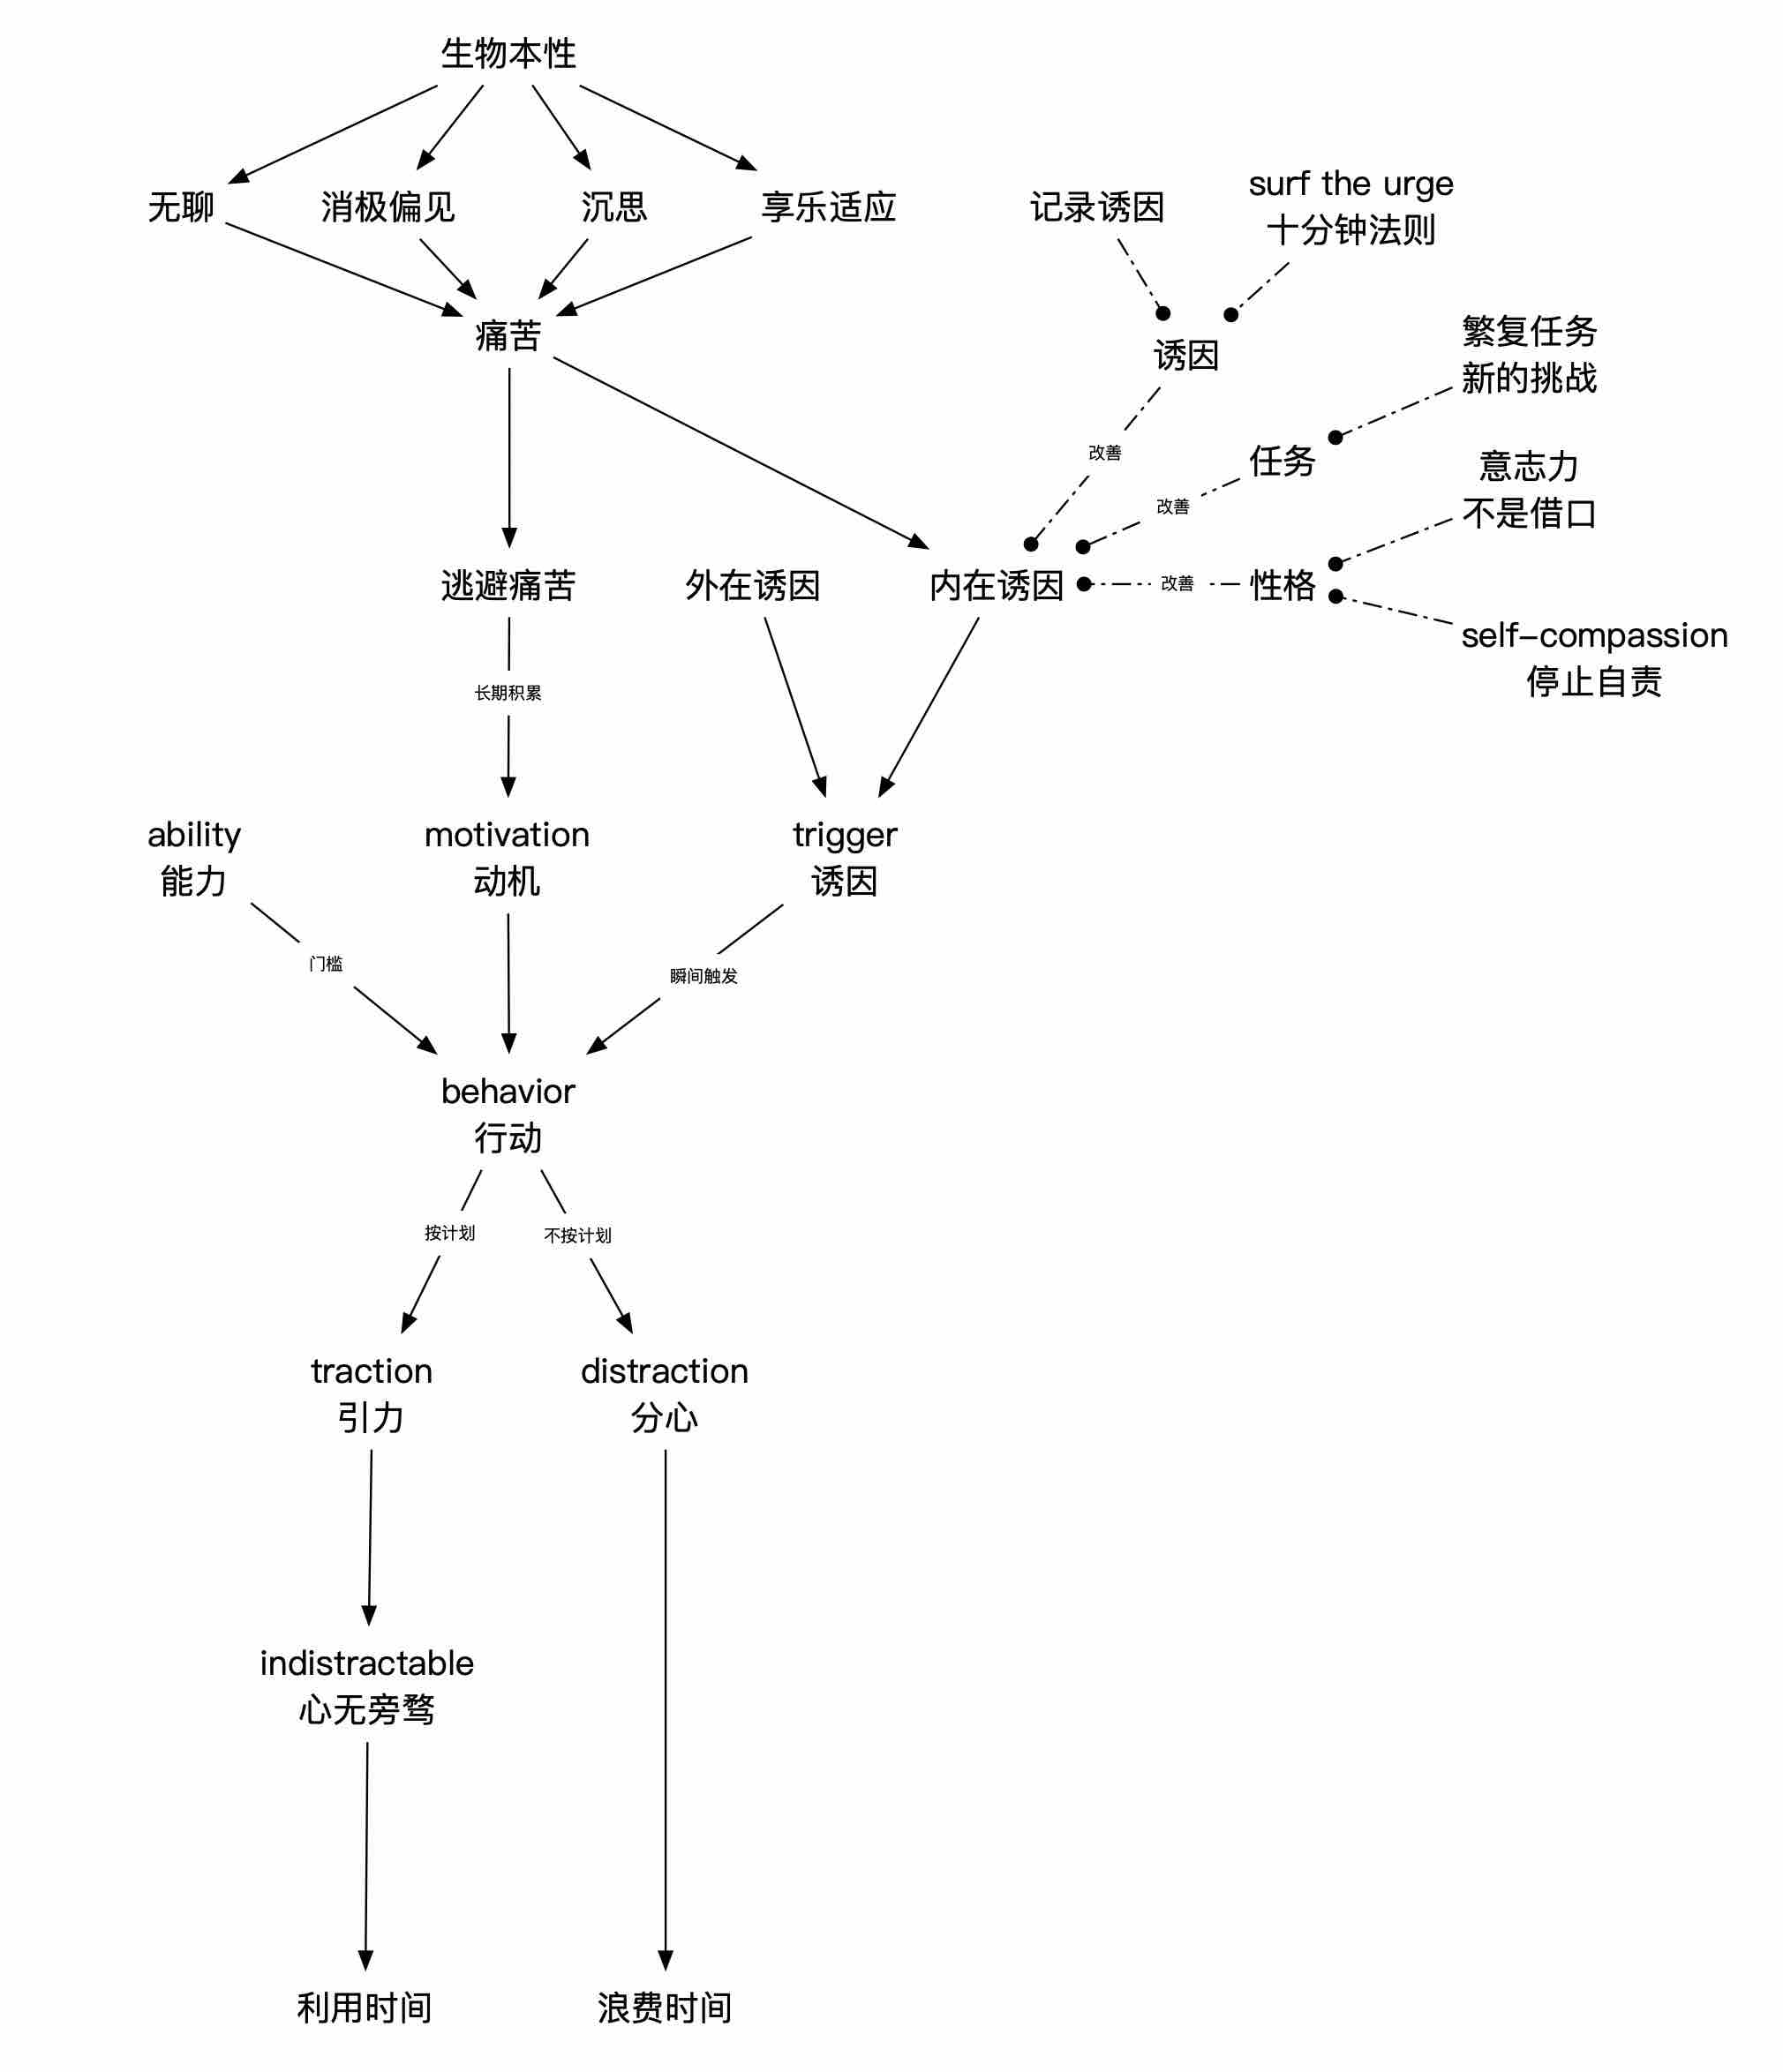 生物本性
无聊
消极偏见
沉思
享乐适应
记录诱因
surf the urge
十分钟法则
痛苦
诱因
繁复任务
新的挑战
改善
任务
改善
意志力
不是借口
逃避痛苦
外在诱因
内在诱因
改善
性格
self-compassion
停止自责
长期积累
ability
能力
motivation
动机
trigger
诱因
门槛
瞬间触发
behavior
行动
按计划
不按计划
traction
引力
distraction
分心
indistractable
心无旁骛
利用时间
浪费时间